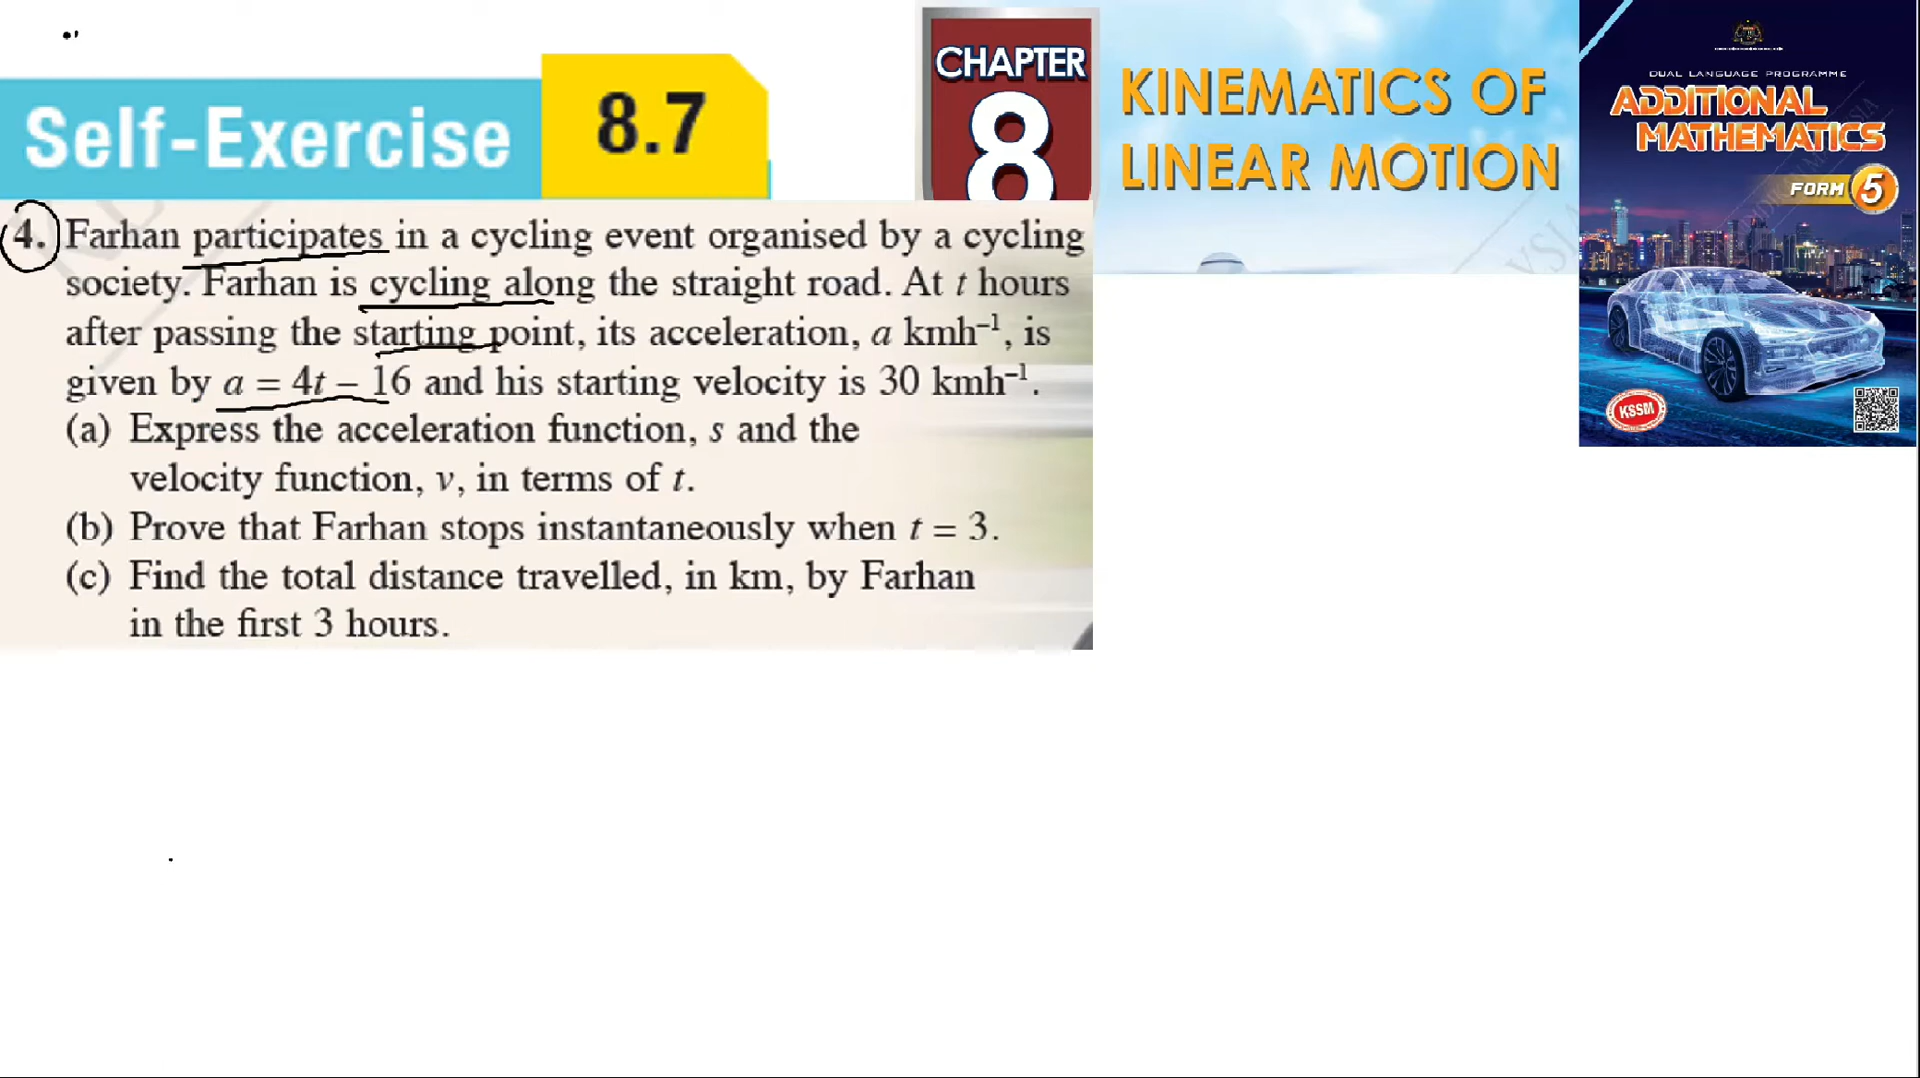 Self-Exercise 8.7
CHAPTER
8
KINEMATICS OF
LINEAR MOTION
DUAL LANGUAGE PROGRAMME
ADDITIONAL
MATHEMATICS
FORM 5
KSSM
4. Farhan participates in a cycling event organised by a cycling
society. Farhan is cycling along the straight road. At t hours
after passing the starting point, its acceleration, a kmh⁻¹, is
given by a = 4t – 16 and his starting velocity is 30 kmh⁻¹.
(a) Express the acceleration function, s and the
velocity function, v, in terms of t.
(b) Prove that Farhan stops instantaneously when t = 3.
(c) Find the total distance travelled, in km, by Farhan
in the first 3 hours.